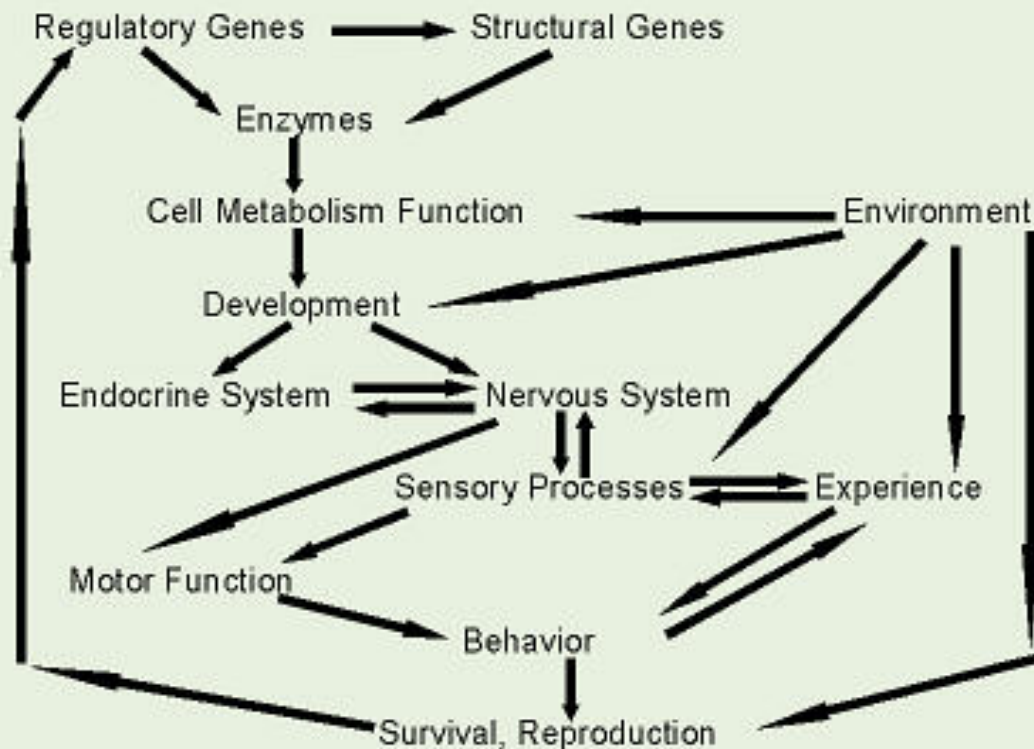 Regulatory Genes
Structural Genes
Enzymes
Cell Metabolism Function
Environment
Development
Endocrine System
Nervous System
Sensory Processes
Experience
Motor Function
Behavior
Survival, Reproduction